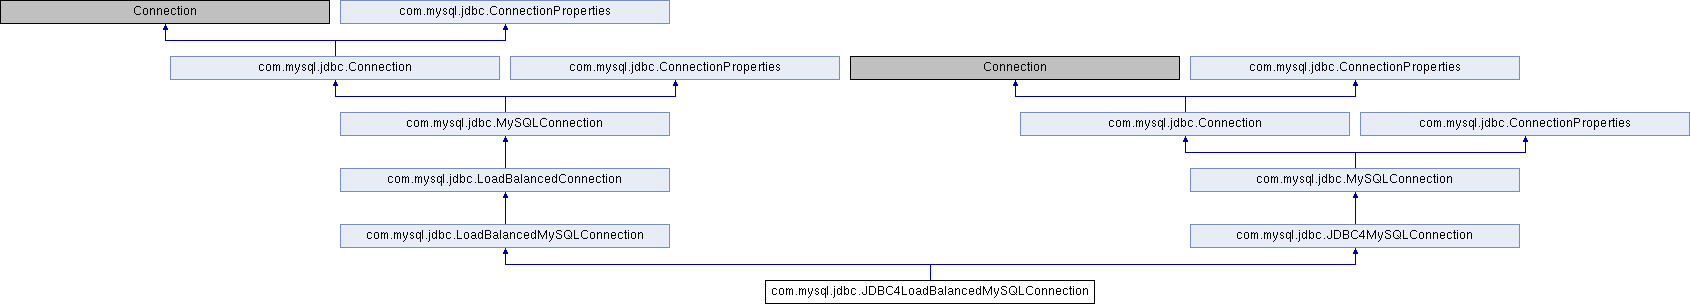 Connection
com.mysql.jdbc.ConnectionProperties
com.mysql.jdbc.Connection
com.mysql.jdbc.ConnectionProperties
Connection
com.mysql.jdbc.ConnectionProperties
com.mysql.jdbc.MySQLConnection
com.mysql.jdbc.Connection
com.mysql.jdbc.ConnectionProperties
com.mysql.jdbc.LoadBalancedConnection
com.mysql.jdbc.MySQLConnection
com.mysql.jdbc.LoadBalancedMySQLConnection
com.mysql.jdbc.JDBC4MySQLConnection
com.mysql.jdbc.JDBC4LoadBalancedMySQLConnection